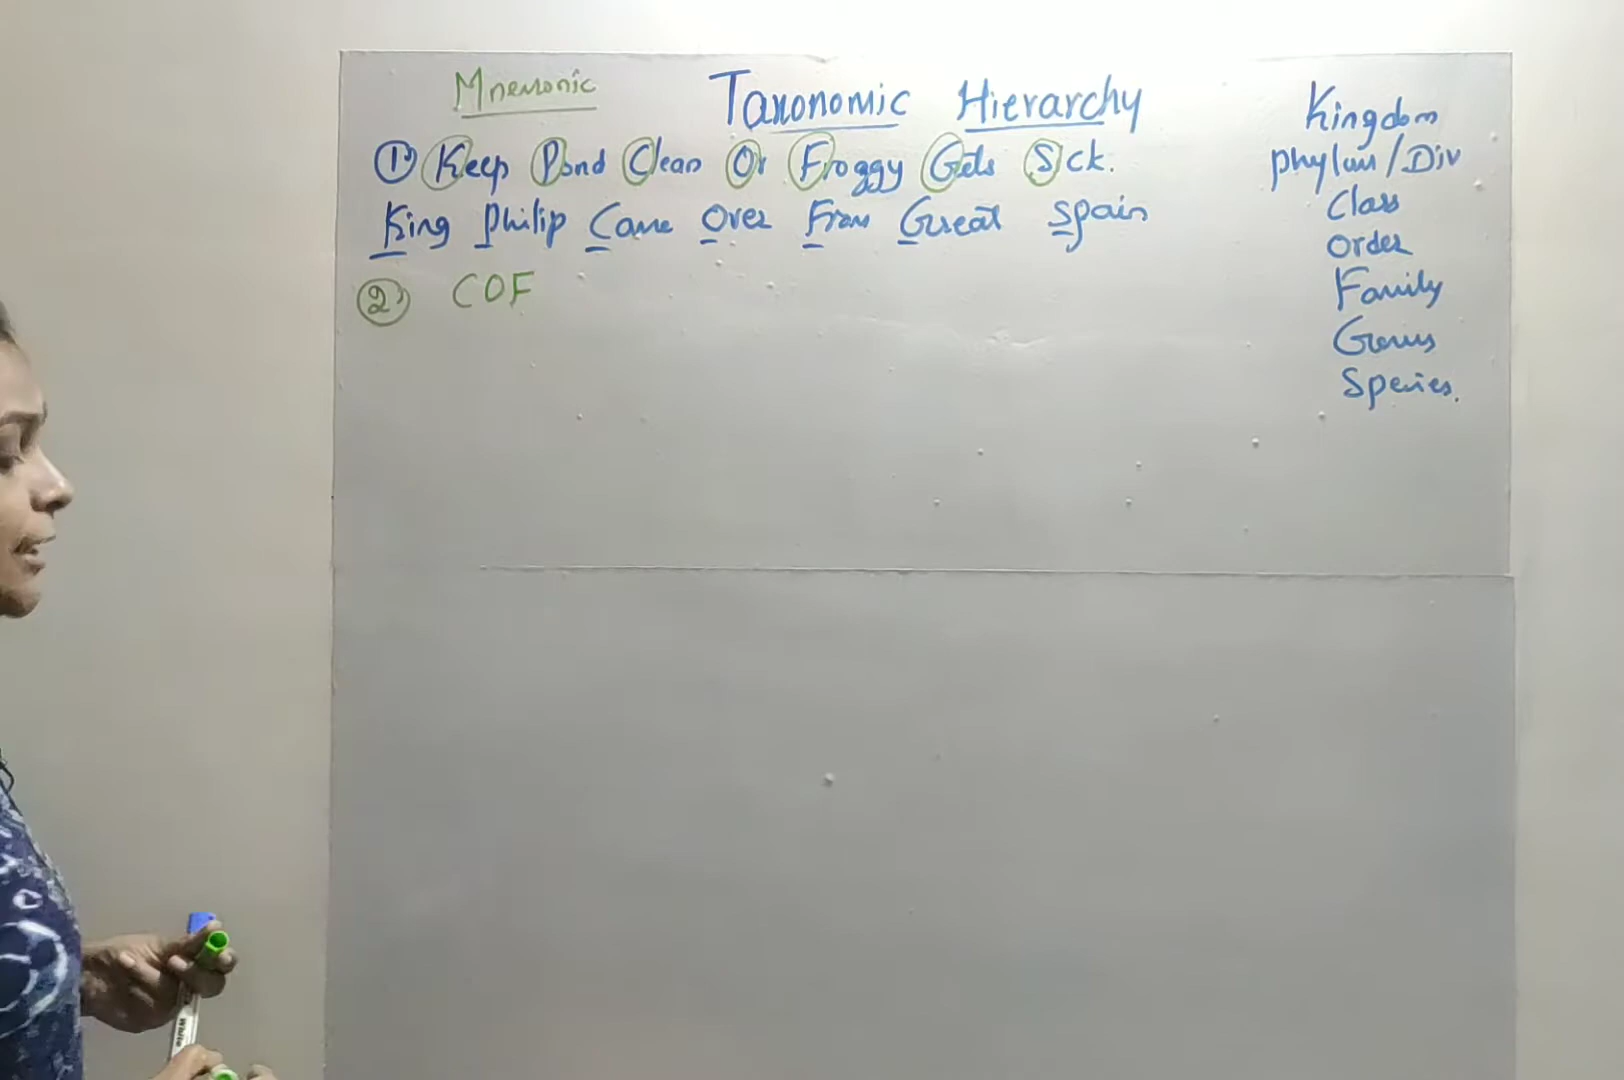 Mnemonic
Taxonomic Hierarchy
① Keep Pond Clean Or Froggy Gets Sick.
King Philip Came Over From Great Spain
② COF
Kingdom
Phylum/Div
Class
Order
Family
Genus
Species.
White